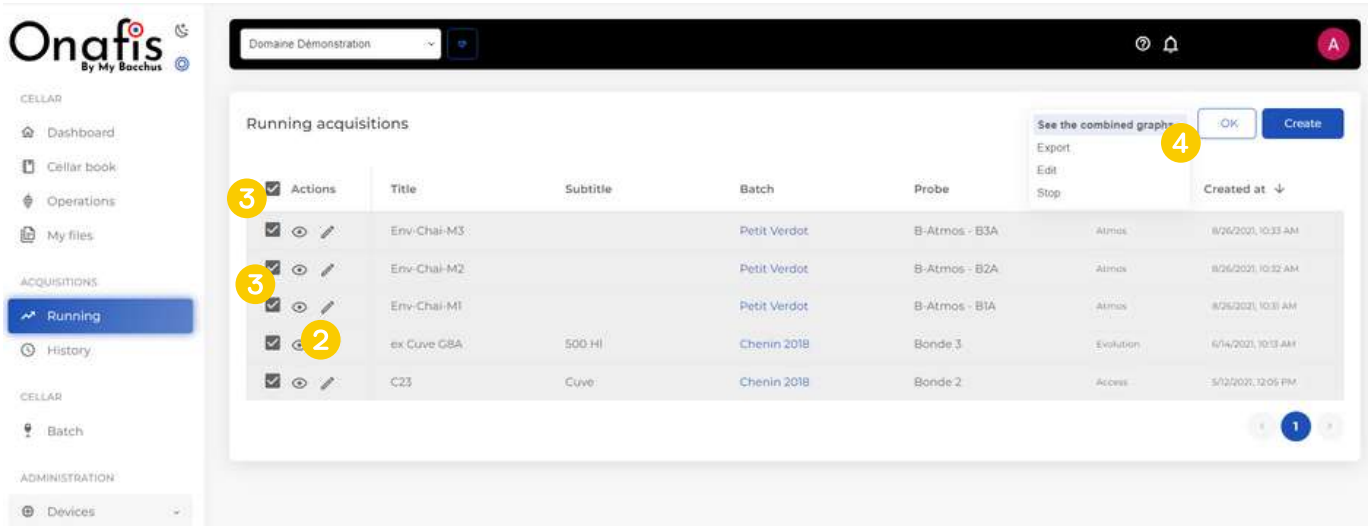 Onafis
By My Bacchus
CELLAR
Dashboard
Cellar book
Operations
My files
ACQUISITIONS
Running
History
CELLAR
Batch
ADMINISTRATION
Devices
Domaine Démonstration
A
Running acquisitions
See the combined graphs
Export
Edit
Stop
4
OK
Create
3
Actions Title Subtitle Batch Probe Created at
Env-Chai-M3 Petit Verdot B-Atmos - B3A Atmos 8/26/2021, 10:33 AM
Env-Chai-M2 Petit Verdot B-Atmos - B2A Atmos 8/26/2021, 10:32 AM
3
Env-Chai-M1 Petit Verdot B-Atmos - B1A Atmos 8/26/2021, 10:31 AM
2
ex Cuve G8A 500 Hl Chenin 2018 Bonde 3 Evolution 6/14/2021, 10:13 AM
C23 Cuve Chenin 2018 Bonde 2 Access 5/12/2021, 12:05 PM
1